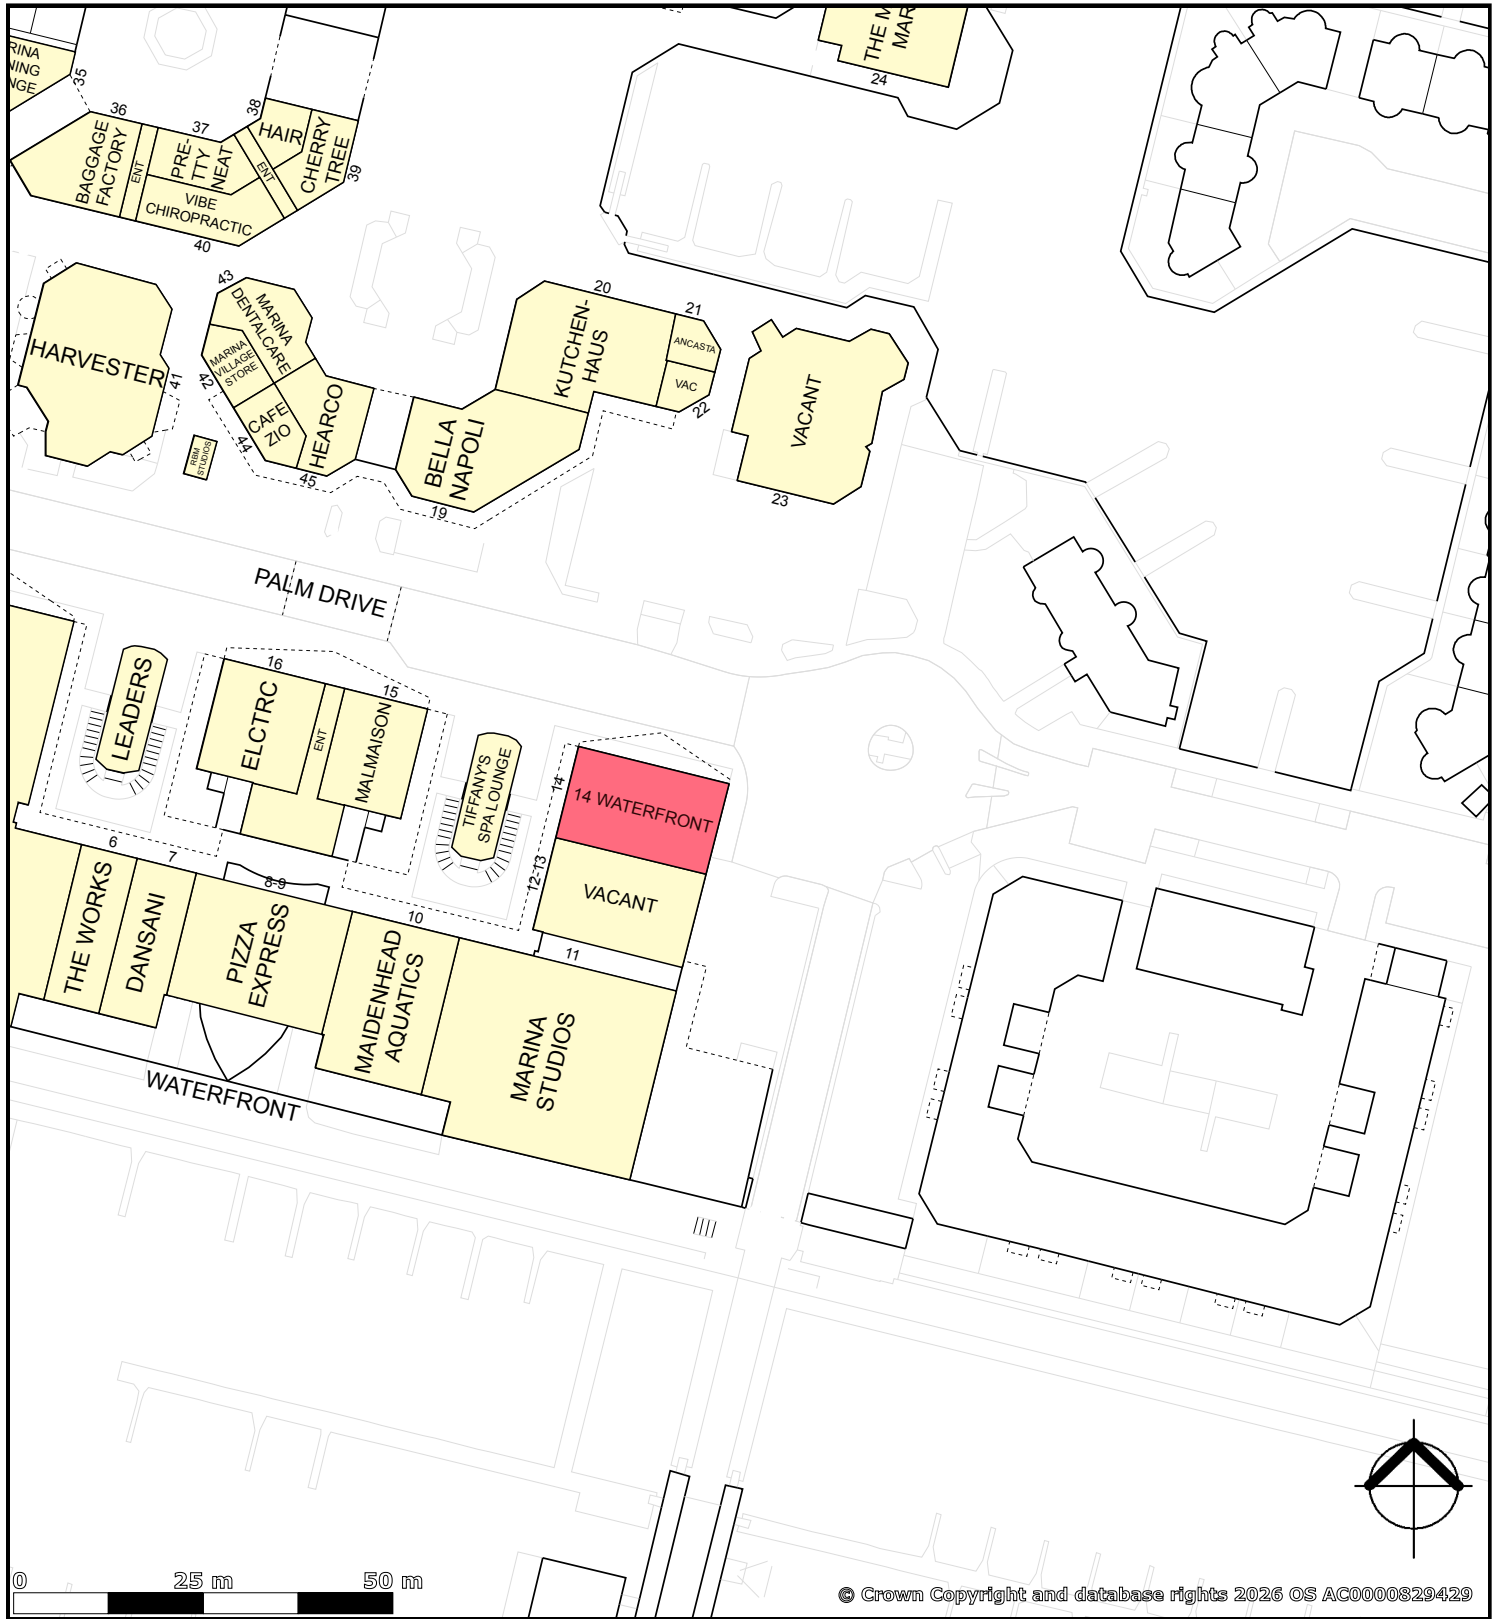 RINA
NING
NGE
35
THE M
MAR
24
36
37
38
39
BAGGAGE
FACTORY
ENT
PRE-
TTY
NEAT
HAIR
ENT
CHERRY
TREE
VIBE
CHIROPRACTIC
40
43
MARINA
DENTALCARE
MARINA
VILLAGE
STORE
42
CAFE
ZIO
44
HEARCO
45
HARVESTER
41
RBM
STUDIOS
20
21
KUTCHEN-
HAUS
ANCASTA
VAC
22
BELLA
NAPOLI
19
VACANT
23
PALM DRIVE
LEADERS
16
ELCTRC
ENT
15
MALMAISON
TIFFANY'S
SPA LOUNGE
14
14 WATERFRONT
12-13
VACANT
6
7
8-9
10
11
THE WORKS
DANSANI
PIZZA
EXPRESS
MAIDENHEAD
AQUATICS
MARINA
STUDIOS
WATERFRONT
0 25 m 50 m
© Crown Copyright and database rights 2026 OS AC0000829429